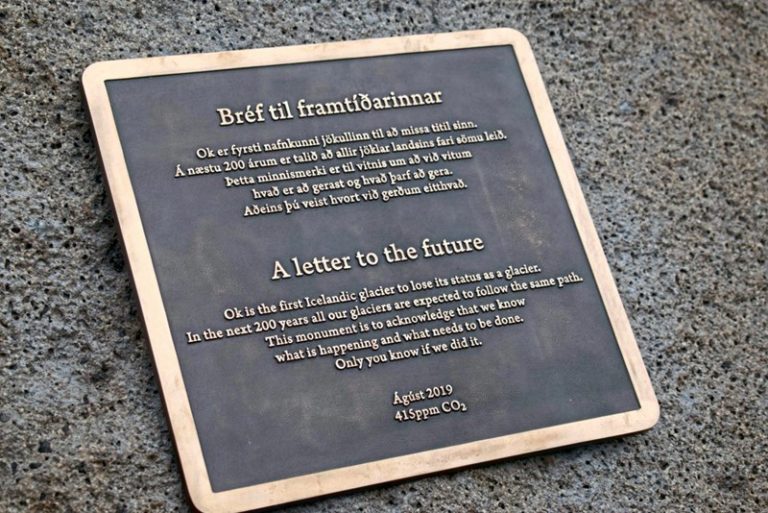 Bréf til framtíðarinnar
Ok er fyrsti nafnkunni jökullinn til að missa titil sinn.
Á næstu 200 árum er talið að allir jöklar landsins fari sömu leið.
Þetta minnismerki er til vitnis um að við vitum
hvað er að gerast og hvað þarf að gera.
Aðeins þú veist hvort við gerðum eitthvað.
A letter to the future
Ok is the first Icelandic glacier to lose its status as a glacier.
In the next 200 years all our glaciers are expected to follow the same path.
This monument is to acknowledge that we know
what is happening and what needs to be done.
Only you know if we did it.
Ágúst 2019
415ppm CO₂